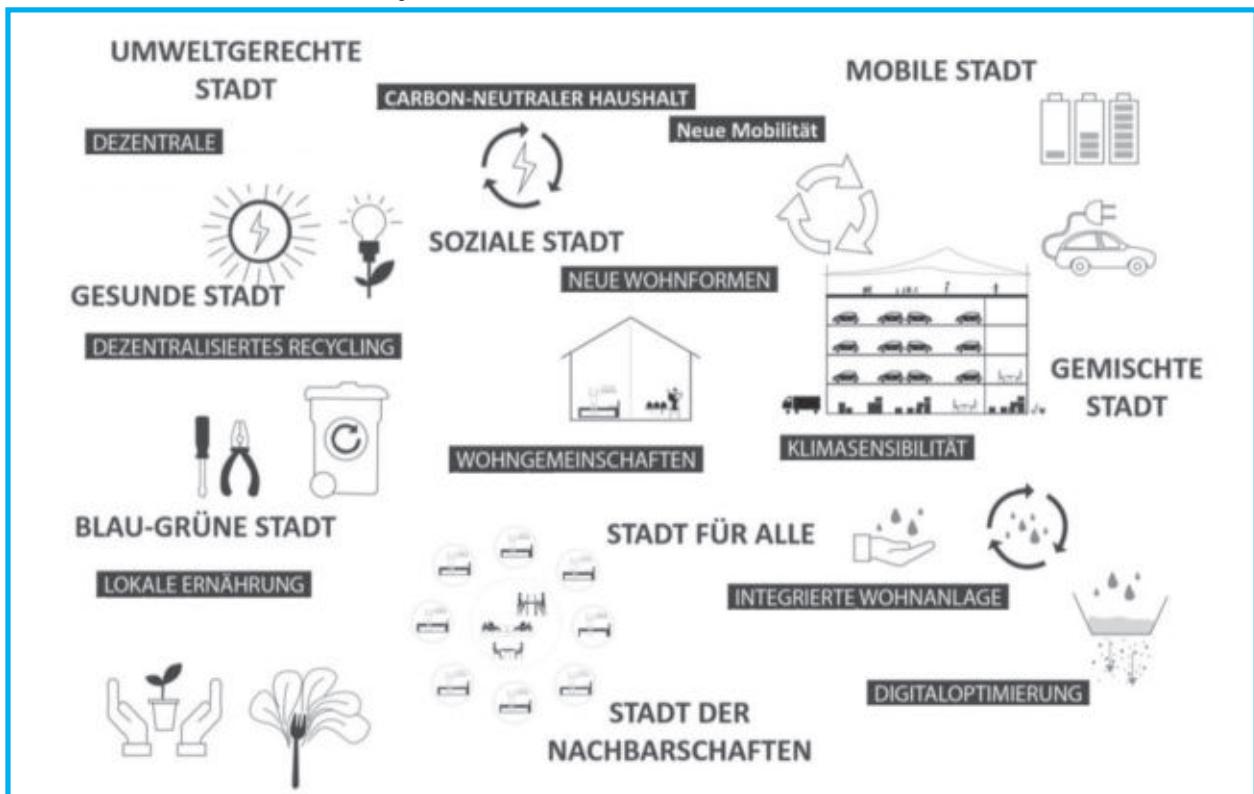 UMWELTGERECHTE
STADT
CARBON-NEUTRALER HAUSHALT
MOBILE STADT
Neue Mobilität
DEZENTRALE
SOZIALE STADT
NEUE WOHNFORMEN
GESUNDE STADT
DEZENTRALISIERTES RECYCLING
GEMISCHTE
STADT
WOHNGEMEINSCHAFTEN
KLIMASENSIBILITÄT
BLAU-GRÜNE STADT
STADT FÜR ALLE
LOKALE ERNÄHRUNG
INTEGRIERTE WOHNANLAGE
DIGITALOPTIMIERUNG
STADT DER
NACHBARSCHAFTEN